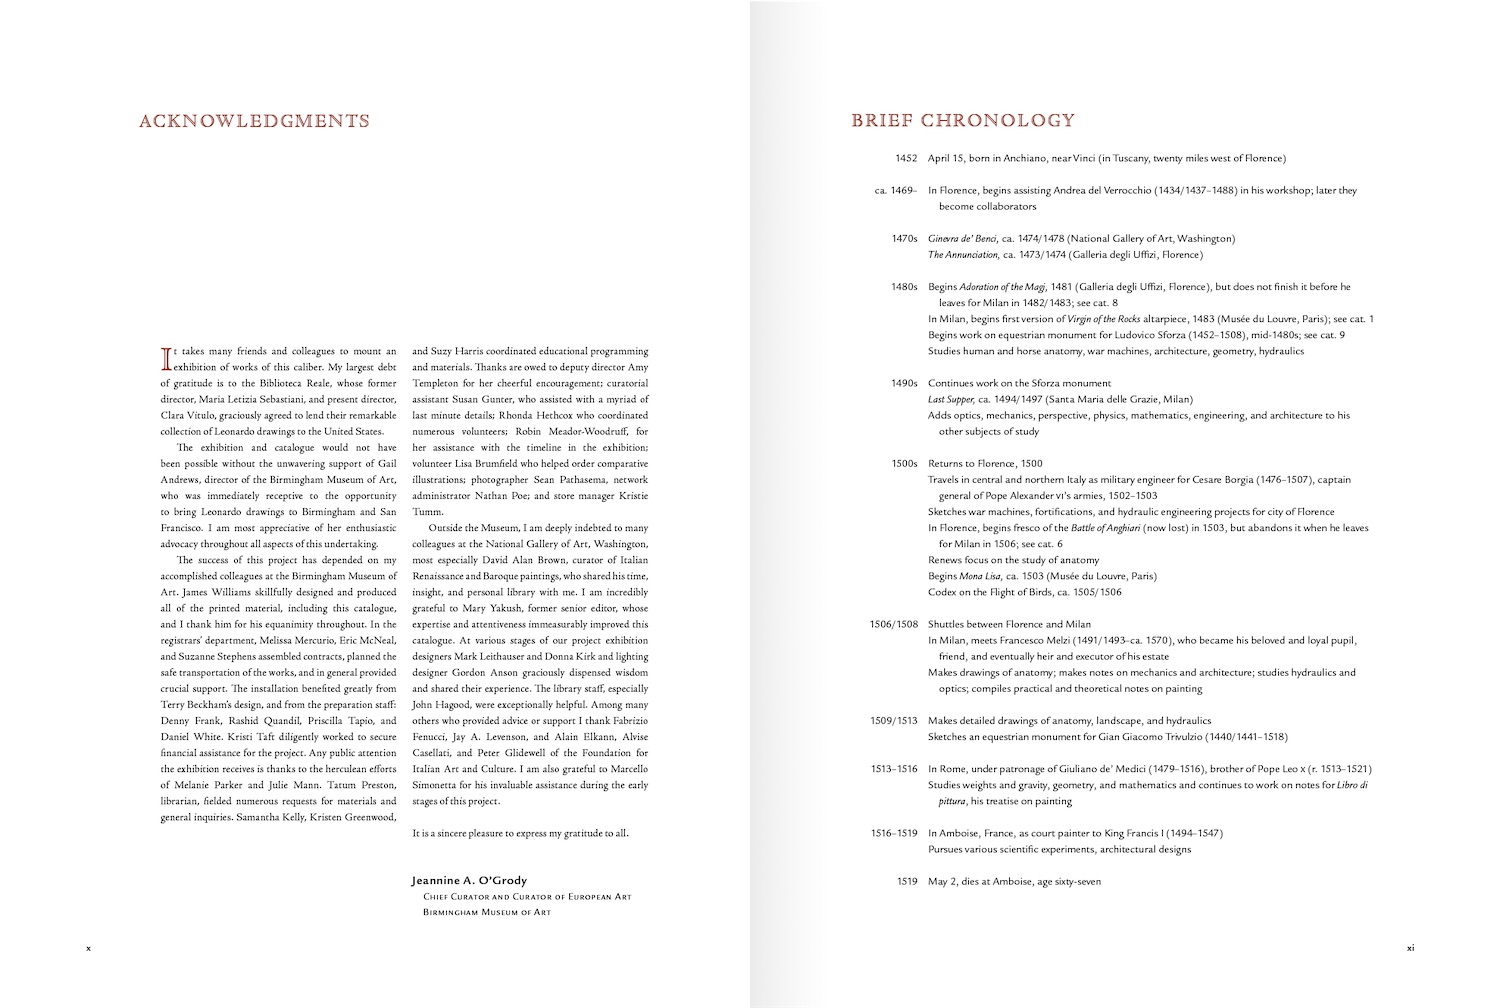 ACKNOWLEDGMENTS
It takes many friends and colleagues to mount an
exhibition of works of this caliber. My largest debt
of gratitude is to the Biblioteca Reale, whose former
director, Maria Letizia Sebastiani, and present director,
Clara Vitulo, graciously agreed to lend their remarkable
collection of Leonardo drawings to the United States.
The exhibition and catalogue would not have
been possible without the unwavering support of Gail
Andrews, director of the Birmingham Museum of Art,
who was immediately receptive to the opportunity
to bring Leonardo drawings to Birmingham and San
Francisco. I am most appreciative of her enthusiastic
advocacy throughout all aspects of this undertaking.
The success of this project has depended on my
accomplished colleagues at the Birmingham Museum of
Art. James Williams skillfully designed and produced
all of the printed material, including this catalogue,
and I thank him for his equanimity throughout. In the
registrars' department, Melissa Mercurio, Eric McNeal,
and Suzanne Stephens assembled contracts, planned the
safe transportation of the works, and in general provided
crucial support. The installation benefited greatly from
Terry Beckham's design, and from the preparation staff:
Denny Frank, Rashid Quandil, Priscilla Tapio, and
Daniel White. Kristi Taft diligently worked to secure
financial assistance for the project. Any public attention
the exhibition receives is thanks to the herculean efforts
of Melanie Parker and Julie Mann. Tatum Preston,
librarian, fielded numerous requests for materials and
general inquiries. Samantha Kelly, Kristen Greenwood,
and Suzy Harris coordinated educational programming
and materials. Thanks are owed to deputy director Amy
Templeton for her cheerful encouragement; curatorial
assistant Susan Gunter, who assisted with a myriad of
last minute details; Rhonda Hethcox who coordinated
numerous volunteers; Robin Meador-Woodruff, for
her assistance with the timeline in the exhibition;
volunteer Lisa Brumfield who helped order comparative
illustrations; photographer Sean Pathasema, network
administrator Nathan Poe; and store manager Kristie
Tumm.
Outside the Museum, I am deeply indebted to many
colleagues at the National Gallery of Art, Washington,
most especially David Alan Brown, curator of Italian
Renaissance and Baroque paintings, who shared his time,
insight, and personal library with me. I am incredibly
grateful to Mary Yakush, former senior editor, whose
expertise and attentiveness immeasurably improved this
catalogue. At various stages of our project exhibition
designers Mark Leithauser and Donna Kirk and lighting
designer Gordon Anson graciously dispensed wisdom
and shared their experience. The library staff, especially
John Hagood, were exceptionally helpful. Among many
others who provided advice or support I thank Fabrizio
Fenucci, Jay A. Levenson, and Alain Elkann, Alvise
Casellati, and Peter Glidewell of the Foundation for
Italian Art and Culture. I am also grateful to Marcello
Simonetta for his invaluable assistance during the early
stages of this project.
It is a sincere pleasure to express my gratitude to all.
Jeannine A. O'Grody
Chief Curator and Curator of European Art
Birmingham Museum of Art
x
BRIEF CHRONOLOGY
1452 April 15, born in Anchiano, near Vinci (in Tuscany, twenty miles west of Florence)
ca. 1469– In Florence, begins assisting Andrea del Verrocchio (1434/1437–1488) in his workshop; later they
become collaborators
1470s Ginevra de' Benci, ca. 1474/1478 (National Gallery of Art, Washington)
The Annunciation, ca. 1473/1474 (Galleria degli Uffizi, Florence)
1480s Begins Adoration of the Magi, 1481 (Galleria degli Uffizi, Florence), but does not finish it before he
leaves for Milan in 1482/1483; see cat. 8
In Milan, begins first version of Virgin of the Rocks altarpiece, 1483 (Musée du Louvre, Paris); see cat. 1
Begins work on equestrian monument for Ludovico Sforza (1452–1508), mid-1480s; see cat. 9
Studies human and horse anatomy, war machines, architecture, geometry, hydraulics
1490s Continues work on the Sforza monument
Last Supper, ca. 1494/1497 (Santa Maria delle Grazie, Milan)
Adds optics, mechanics, perspective, physics, mathematics, engineering, and architecture to his
other subjects of study
1500s Returns to Florence, 1500
Travels in central and northern Italy as military engineer for Cesare Borgia (1476–1507), captain
general of Pope Alexander VI's armies, 1502–1503
Sketches war machines, fortifications, and hydraulic engineering projects for city of Florence
In Florence, begins fresco of the Battle of Anghiari (now lost) in 1503, but abandons it when he leaves
for Milan in 1506; see cat. 6
Renews focus on the study of anatomy
Begins Mona Lisa, ca. 1503 (Musée du Louvre, Paris)
Codex on the Flight of Birds, ca. 1505/1506
1506/1508 Shuttles between Florence and Milan
In Milan, meets Francesco Melzi (1491/1493–ca. 1570), who became his beloved and loyal pupil,
friend, and eventually heir and executor of his estate
Makes drawings of anatomy; makes notes on mechanics and architecture; studies hydraulics and
optics; compiles practical and theoretical notes on painting
1509/1513 Makes detailed drawings of anatomy, landscape, and hydraulics
Sketches an equestrian monument for Gian Giacomo Trivulzio (1440/1441–1518)
1513–1516 In Rome, under patronage of Giuliano de' Medici (1479–1516), brother of Pope Leo X (r. 1513–1521)
Studies weights and gravity, geometry, and mathematics and continues to work on notes for Libro di
pittura, his treatise on painting
1516–1519 In Amboise, France, as court painter to King Francis I (1494–1547)
Pursues various scientific experiments, architectural designs
1519 May 2, dies at Amboise, age sixty-seven
xi